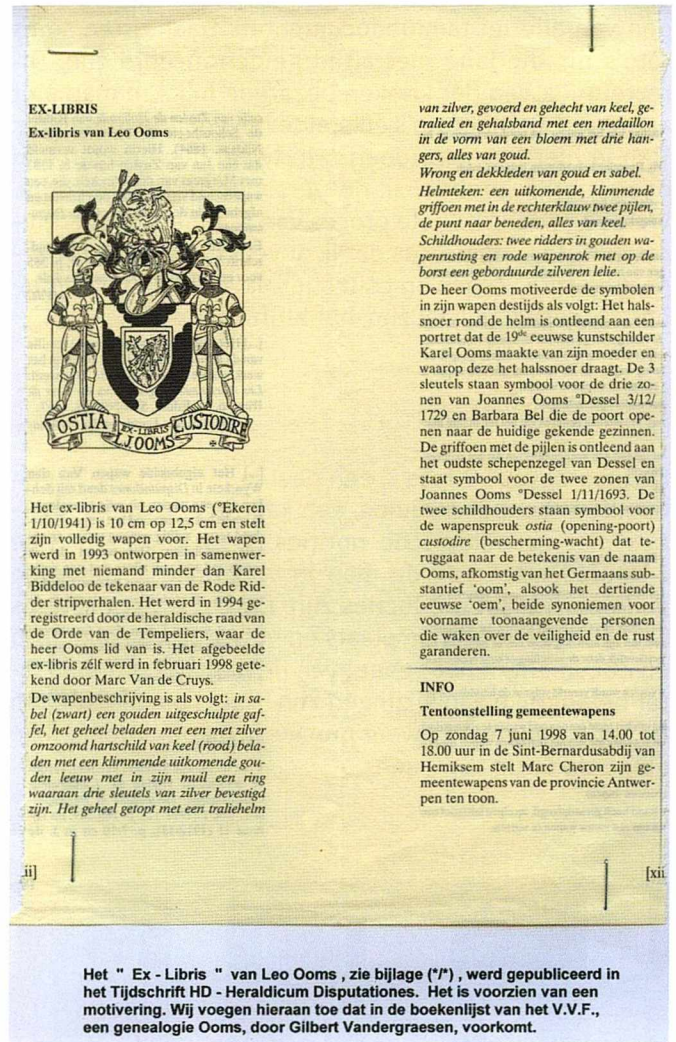 EX-LIBRIS
Ex-libris van Leo Ooms
OSTIA
EX-LIBRIS
CUSTODIRE
LJOOMS
Het ex-libris van Leo Ooms (°Ekeren
1/10/1941) is 10 cm op 12,5 cm en stelt
zijn volledig wapen voor. Het wapen
werd in 1993 ontworpen in samenwer-
king met niemand minder dan Karel
Biddeloo de tekenaar van de Rode Rid-
der stripverhalen. Het werd in 1994 ge-
registreerd door de heraldische raad van
de Orde van de Tempeliers, waar de
heer Ooms lid van is. Het afgebeelde
ex-libris zélf werd in februari 1998 gete-
kend door Marc Van de Cruys.
De wapenbeschrijving is als volgt: in sa-
bel (zwart) een gouden uitgeschulpte gaf-
fel, het geheel beladen met een met zilver
omzoomd hartschild van keel (rood) bela-
den met een klimmende uitkomende gou-
den leeuw met in zijn muil een ring
waaraan drie sleutels van zilver bevestigd
zijn. Het geheel getopt met een traliehelm
ii]
van zilver, gevoerd en gehecht van keel, ge-
tralied en gehalsband met een medaillon
in de vorm van een bloem met drie han-
gers, alles van goud.
Wrong en dekkleden van goud en sabel.
Helmteken: een uitkomende, klimmende
griffoen met in de rechterklauw twee pijlen,
de punt naar beneden, alles van keel.
Schildhouders: twee ridders in gouden wa-
penrusting en rode wapenrok met op de
borst een geborduurde zilveren lelie.
De heer Ooms motiveerde de symbolen
in zijn wapen destijds als volgt: Het hals-
snoer rond de helm is ontleend aan een
portret dat de 19de eeuwse kunstschilder
Karel Ooms maakte van zijn moeder en
waarop deze het halssnoer draagt. De 3
sleutels staan symbool voor de drie zo-
nen van Joannes Ooms °Dessel 3/12/
1729 en Barbara Bel die de poort ope-
nen naar de huidige gekende gezinnen.
De griffoen met de pijlen is ontleend aan
het oudste schepenzegel van Dessel en
staat symbool voor de twee zonen van
Joannes Ooms °Dessel 1/11/1693. De
twee schildhouders staan symbool voor
de wapenspreuk ostia (opening-poort)
custodire (bescherming-wacht) dat te-
ruggaat naar de betekenis van de naam
Ooms, afkomstig van het Germaans sub-
stantief 'oom', alsook het dertiende
eeuwse 'oem', beide synoniemen voor
voorname toonaangevende personen
die waken over de veiligheid en de rust
garanderen.
INFO
Tentoonstelling gemeentewapens
Op zondag 7 juni 1998 van 14.00 tot
18.00 uur in de Sint-Bernardusabdij van
Hemiksem stelt Marc Cheron zijn ge-
meentewapens van de provincie Antwer-
pen ten toon.
[xii
Het " Ex - Libris " van Leo Ooms , zie bijlage (*/*) , werd gepubliceerd in
het Tijdschrift HD - Heraldicum Disputationes. Het is voorzien van een
motivering. Wij voegen hieraan toe dat in de boekenlijst van het V.V.F.,
een genealogie Ooms, door Gilbert Vandergraesen, voorkomt.